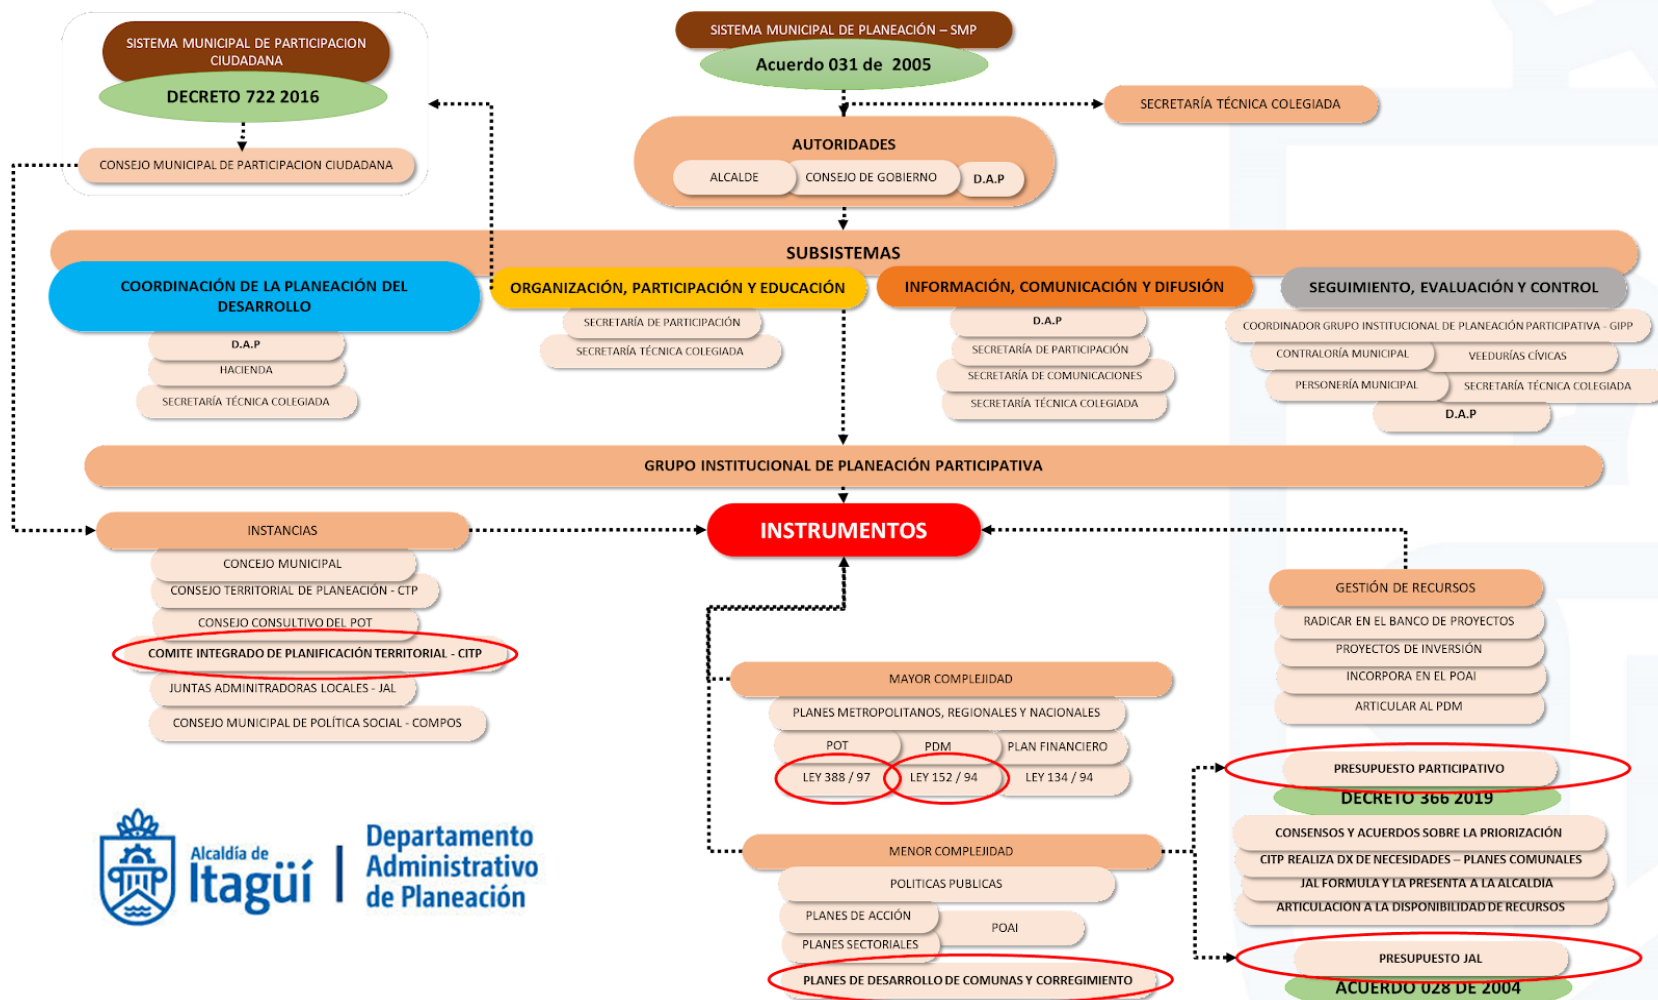 SISTEMA MUNICIPAL DE PARTICIPACION
CIUDADANA
DECRETO 722 2016
CONSEJO MUNICIPAL DE PARTICIPACION CIUDADANA
SISTEMA MUNICIPAL DE PLANEACIÓN – SMP
Acuerdo 031 de 2005
SECRETARÍA TÉCNICA COLEGIADA
AUTORIDADES
ALCALDE
CONSEJO DE GOBIERNO
D.A.P
SUBSISTEMAS
COORDINACIÓN DE LA PLANEACIÓN DEL
DESARROLLO
D.A.P
HACIENDA
SECRETARÍA TÉCNICA COLEGIADA
ORGANIZACIÓN, PARTICIPACIÓN Y EDUCACIÓN
SECRETARÍA DE PARTICIPACIÓN
SECRETARÍA TÉCNICA COLEGIADA
INFORMACIÓN, COMUNICACIÓN Y DIFUSIÓN
D.A.P
SECRETARÍA DE PARTICIPACIÓN
SECRETARÍA DE COMUNICACIONES
SECRETARÍA TÉCNICA COLEGIADA
SEGUIMIENTO, EVALUACIÓN Y CONTROL
COORDINADOR GRUPO INSTITUCIONAL DE PLANEACIÓN PARTICIPATIVA - GIPP
CONTRALORÍA MUNICIPAL
VEEDURÍAS CÍVICAS
PERSONERÍA MUNICIPAL
SECRETARÍA TÉCNICA COLEGIADA
D.A.P
GRUPO INSTITUCIONAL DE PLANEACIÓN PARTICIPATIVA
INSTANCIAS
CONCEJO MUNICIPAL
CONSEJO TERRITORIAL DE PLANEACIÓN - CTP
CONSEJO CONSULTIVO DEL POT
COMITE INTEGRADO DE PLANIFICACIÓN TERRITORIAL - CITP
JUNTAS ADMINITRADORAS LOCALES - JAL
CONSEJO MUNICIPAL DE POLÍTICA SOCIAL - COMPOS
INSTRUMENTOS
MAYOR COMPLEJIDAD
PLANES METROPOLITANOS, REGIONALES Y NACIONALES
POT
PDM
PLAN FINANCIERO
LEY 388 / 97
LEY 152 / 94
LEY 134 / 94
MENOR COMPLEJIDAD
POLITICAS PUBLICAS
PLANES DE ACCIÓN
POAI
PLANES SECTORIALES
PLANES DE DESARROLLO DE COMUNAS Y CORREGIMIENTO
GESTIÓN DE RECURSOS
RADICAR EN EL BANCO DE PROYECTOS
PROYECTOS DE INVERSIÓN
INCORPORA EN EL POAI
ARTICULAR AL PDM
PRESUPUESTO PARTICIPATIVO
DECRETO 366 2019
CONSENSOS Y ACUERDOS SOBRE LA PRIORIZACIÓN
CITP REALIZA DX DE NECESIDADES – PLANES COMUNALES
JAL FORMULA Y LA PRESENTA A LA ALCALDÍA
ARTICULACION A LA DISPONIBILIDAD DE RECURSOS
PRESUPUESTO JAL
ACUERDO 028 DE 2004
Alcaldía de
Itagüí
Departamento
Administrativo
de Planeación